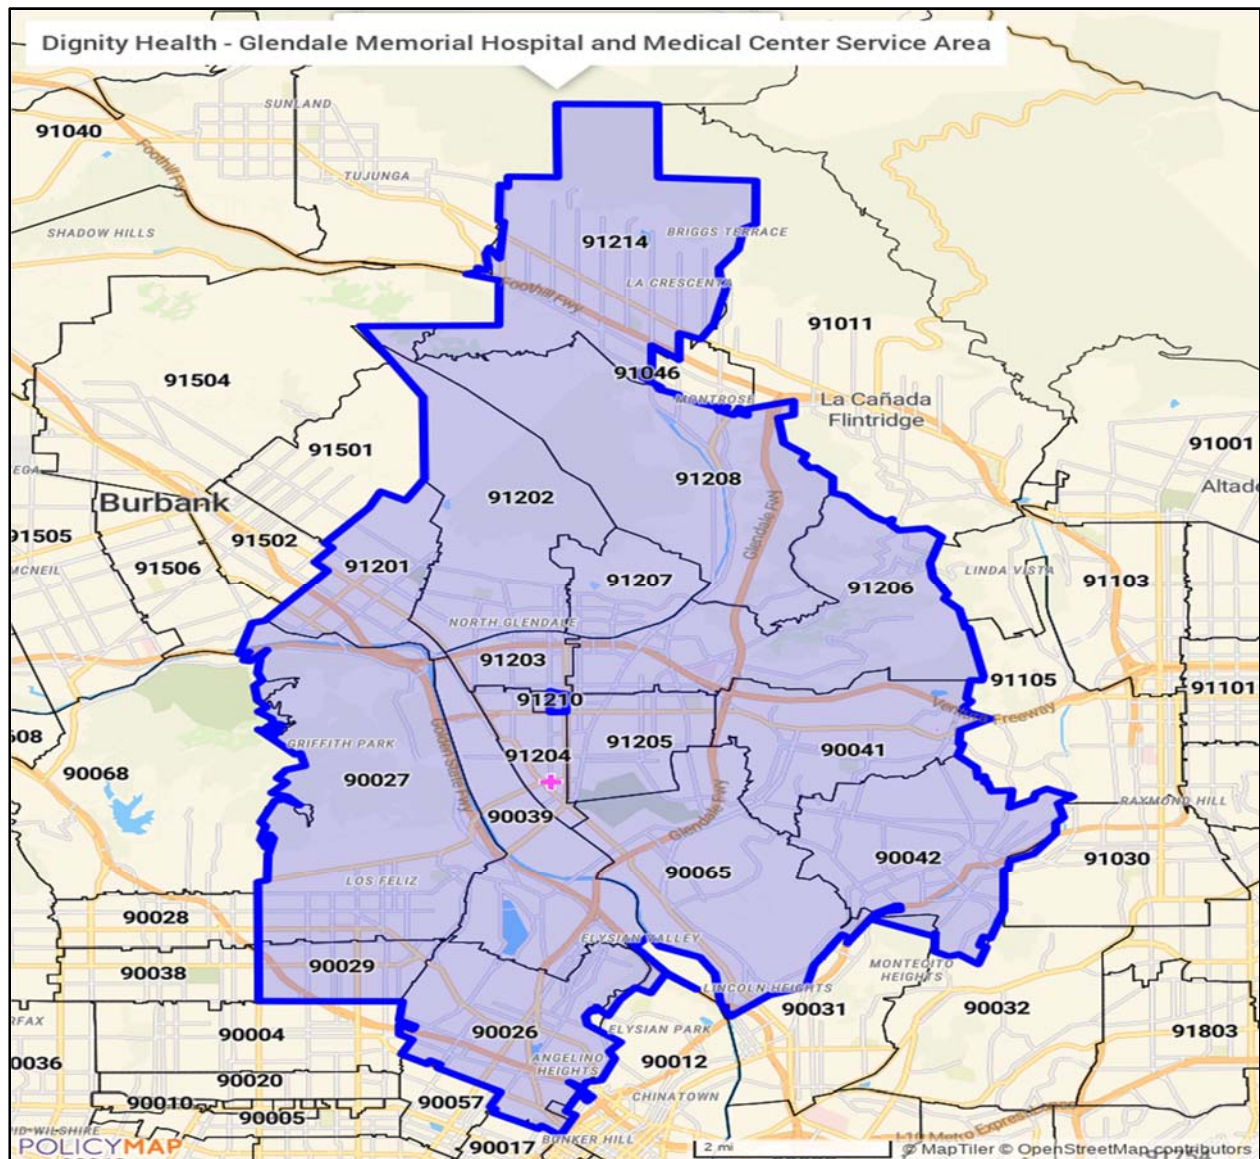 Dignity Health - Glendale Memorial Hospital and Medical Center Service Area
SUNLAND
91040
Foothill Fwy
TUJUNGA
SHADOW HILLS
91214
BRIGGS TERRACE
LA CRESCENTA
Foothill Fwy
91011
91504
91046
MONTROSE
La Cañada
Flintridge
91501
91001
91208
91202
Burbank
Glendale Fwy
91505
91502
MCNEIL
91506
91201
91207
91206
LINDA VISTA
91103
NORTH GLENDALE
91203
91210
91105
91101
Ventura Freeway
608
90068
GRIFFITH PARK
90027
Golden State Fwy
91204
91205
90041
90039
Glendale Fwy
RAYMOND HILL
90065
90042
91030
LOS FELIZ
90028
90038
90029
ELYSIAN VALLEY
MONTECITO
HEIGHTS
LINCOLN HEIGHTS
90031
90032
90004
90026
ELYSIAN PARK
91803
90036
ANGELINO
HEIGHTS
90012
90020
90010
90005
90057
CHINATOWN
90017
BUNKER HILL
POLICYMAP
2 mi
© MapTiler © OpenStreetMap contributors